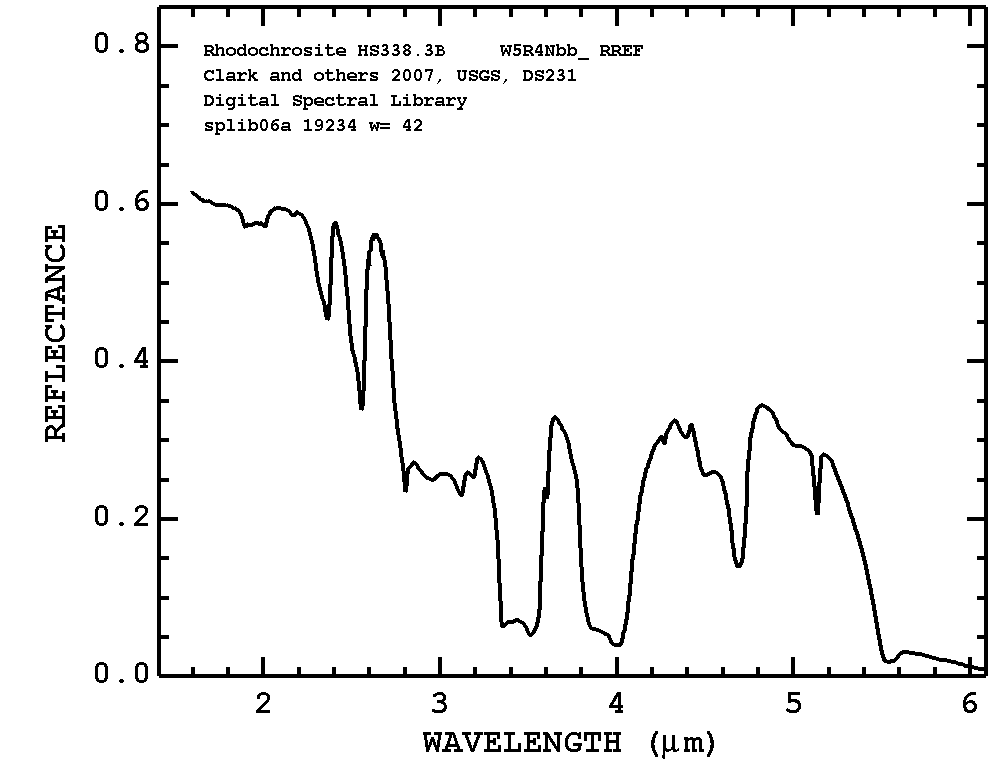 Rhodochrosite HS338.3B W5R4Nbb_ RREF
Clark and others 2007, USGS, DS231
Digital Spectral Library
splib06a 19234 w= 42
0.8
0.6
0.4
0.2
0.0
REFLECTANCE
2 3 4 5 6
WAVELENGTH (μm)